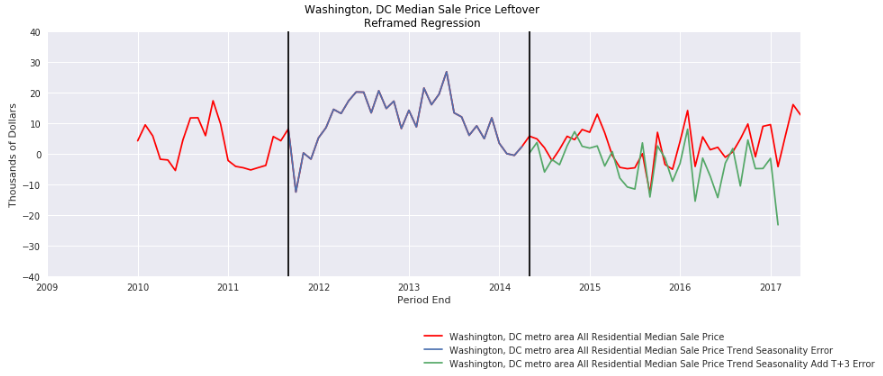 Washington, DC Median Sale Price Leftover
Reframed Regression
Thousands of Dollars
40
30
20
10
0
−10
−20
−30
−40
2009
2010
2011
2012
2013
2014
2015
2016
2017
Period End
Washington, DC metro area All Residential Median Sale Price
Washington, DC metro area All Residential Median Sale Price Trend Seasonality Error
Washington, DC metro area All Residential Median Sale Price Trend Seasonality Add T+3 Error